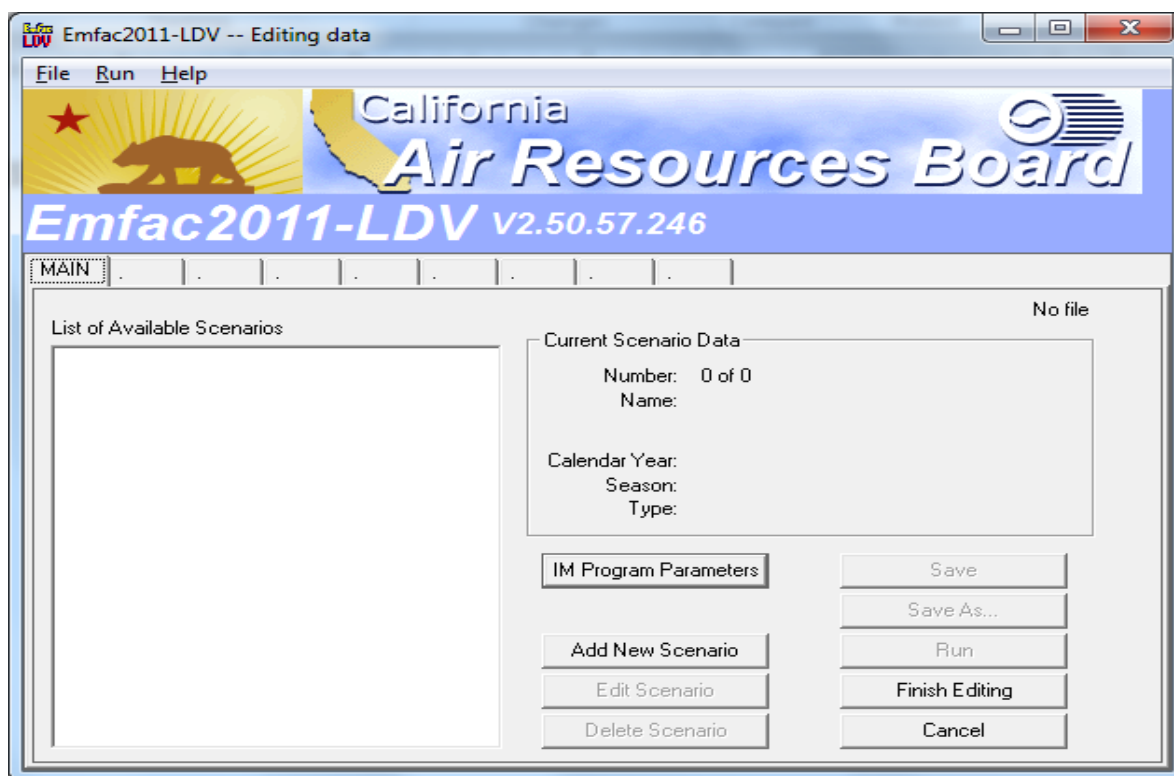 Emfac2011-LDV -- Editing data
File Run Help
California
Air Resources Board
Emfac2011-LDV V2.50.57.246
MAIN . . . . . . . .
No file
List of Available Scenarios
Current Scenario Data
Number: 0 of 0
Name:
Calendar Year:
Season:
Type:
IM Program Parameters
Save
Save As...
Add New Scenario
Run
Edit Scenario
Finish Editing
Delete Scenario
Cancel